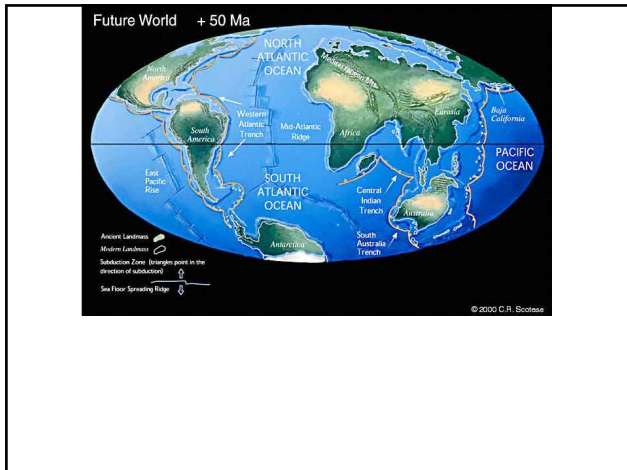 Future World + 50 Ma
NORTH
ATLANTIC
OCEAN
North
America
Mediterranean Mts.
Eurasia
Baja
California
Western
Atlantic
Trench
Mid-Atlantic
Ridge
Africa
South
America
PACIFIC
OCEAN
East
Pacific
Rise
SOUTH
ATLANTIC
OCEAN
Central
Indian
Trench
Australia
South
Australia
Trench
Antarctica
Ancient Landmass
Modern Landmass
Subduction Zone (triangles point in the
direction of subduction)
Sea Floor Spreading Ridge
© 2000 C.R. Scotese